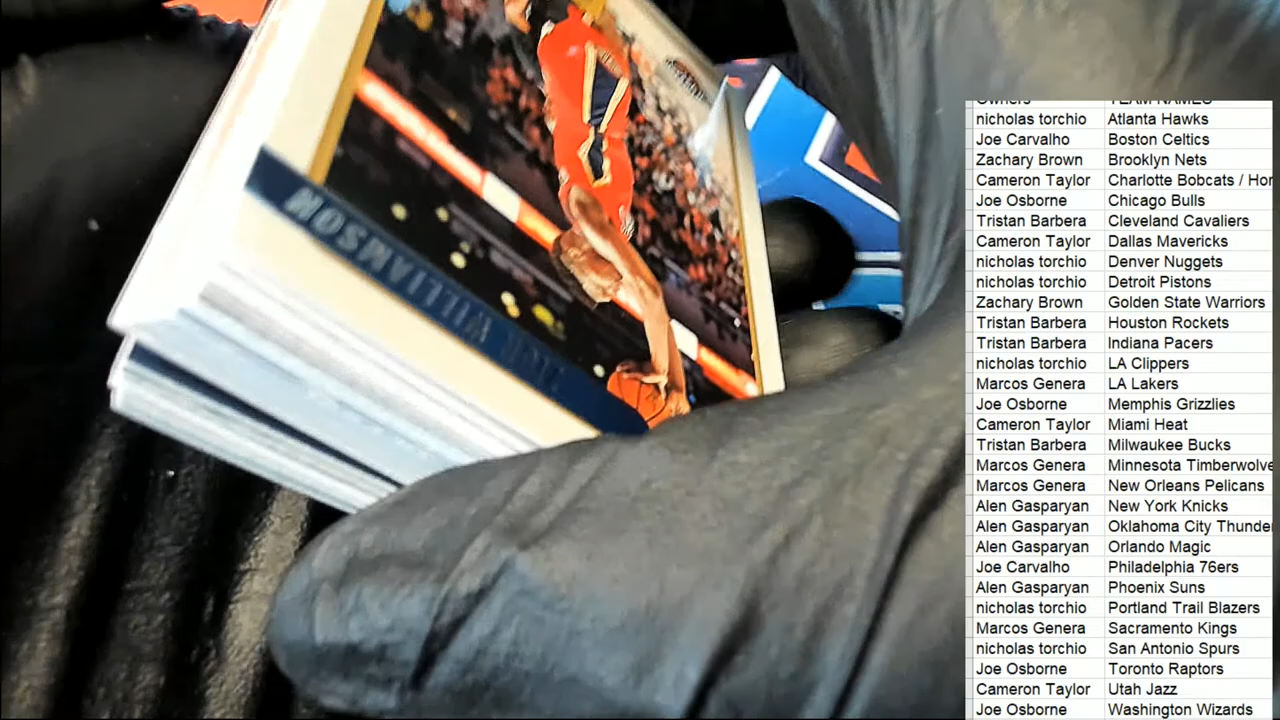 Owners TEAM NAMES
nicholas torchio Atlanta Hawks
Joe Carvalho Boston Celtics
Zachary Brown Brooklyn Nets
Cameron Taylor Charlotte Bobcats / Hor
Joe Osborne Chicago Bulls
Tristan Barbera Cleveland Cavaliers
Cameron Taylor Dallas Mavericks
nicholas torchio Denver Nuggets
nicholas torchio Detroit Pistons
Zachary Brown Golden State Warriors
Tristan Barbera Houston Rockets
Tristan Barbera Indiana Pacers
nicholas torchio LA Clippers
Marcos Genera LA Lakers
Joe Osborne Memphis Grizzlies
Cameron Taylor Miami Heat
Tristan Barbera Milwaukee Bucks
Marcos Genera Minnesota Timberwolve
Marcos Genera New Orleans Pelicans
Alen Gasparyan New York Knicks
Alen Gasparyan Oklahoma City Thunder
Alen Gasparyan Orlando Magic
Joe Carvalho Philadelphia 76ers
Alen Gasparyan Phoenix Suns
nicholas torchio Portland Trail Blazers
Marcos Genera Sacramento Kings
nicholas torchio San Antonio Spurs
Joe Osborne Toronto Raptors
Cameron Taylor Utah Jazz
Joe Osborne Washington Wizards
WILLIAMSON